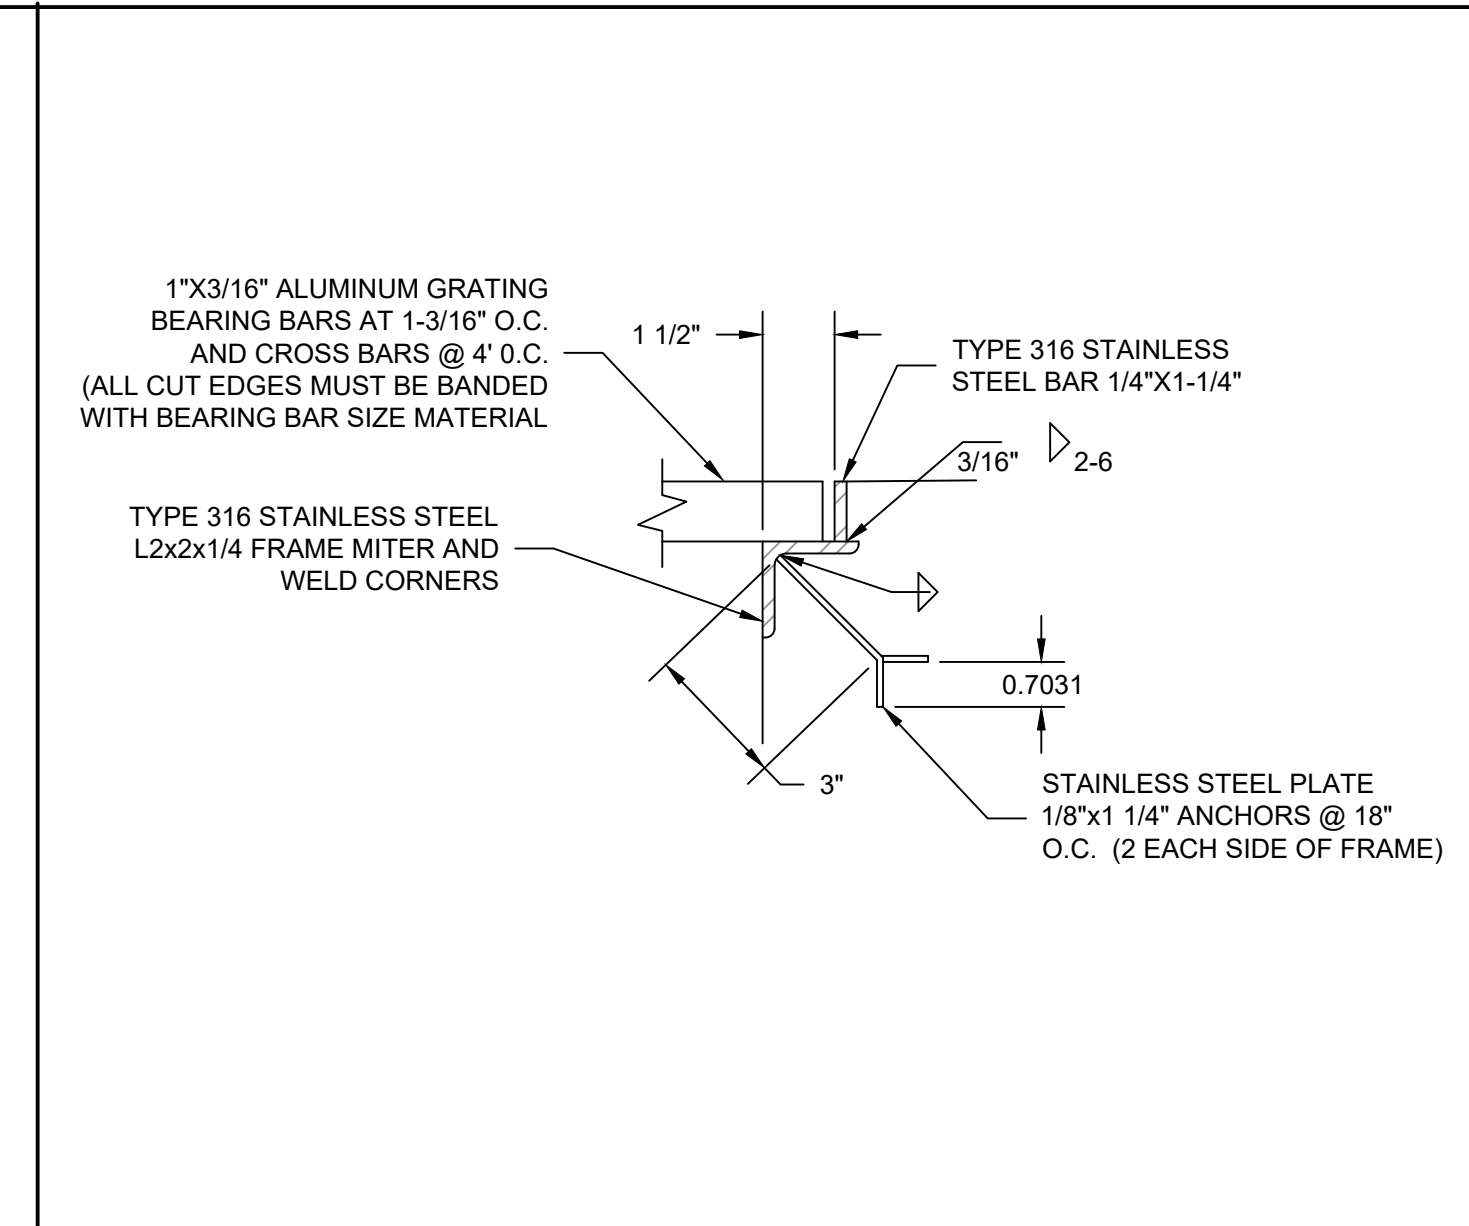 1"X3/16" ALUMINUM GRATING
BEARING BARS AT 1-3/16" O.C.
AND CROSS BARS @ 4' 0.C.
(ALL CUT EDGES MUST BE BANDED
WITH BEARING BAR SIZE MATERIAL
1 1/2"
TYPE 316 STAINLESS
STEEL BAR 1/4"X1-1/4"
3/16"
2-6
TYPE 316 STAINLESS STEEL
L2x2x1/4 FRAME MITER AND
WELD CORNERS
0.7031
3"
STAINLESS STEEL PLATE
1/8"x1 1/4" ANCHORS @ 18"
O.C. (2 EACH SIDE OF FRAME)